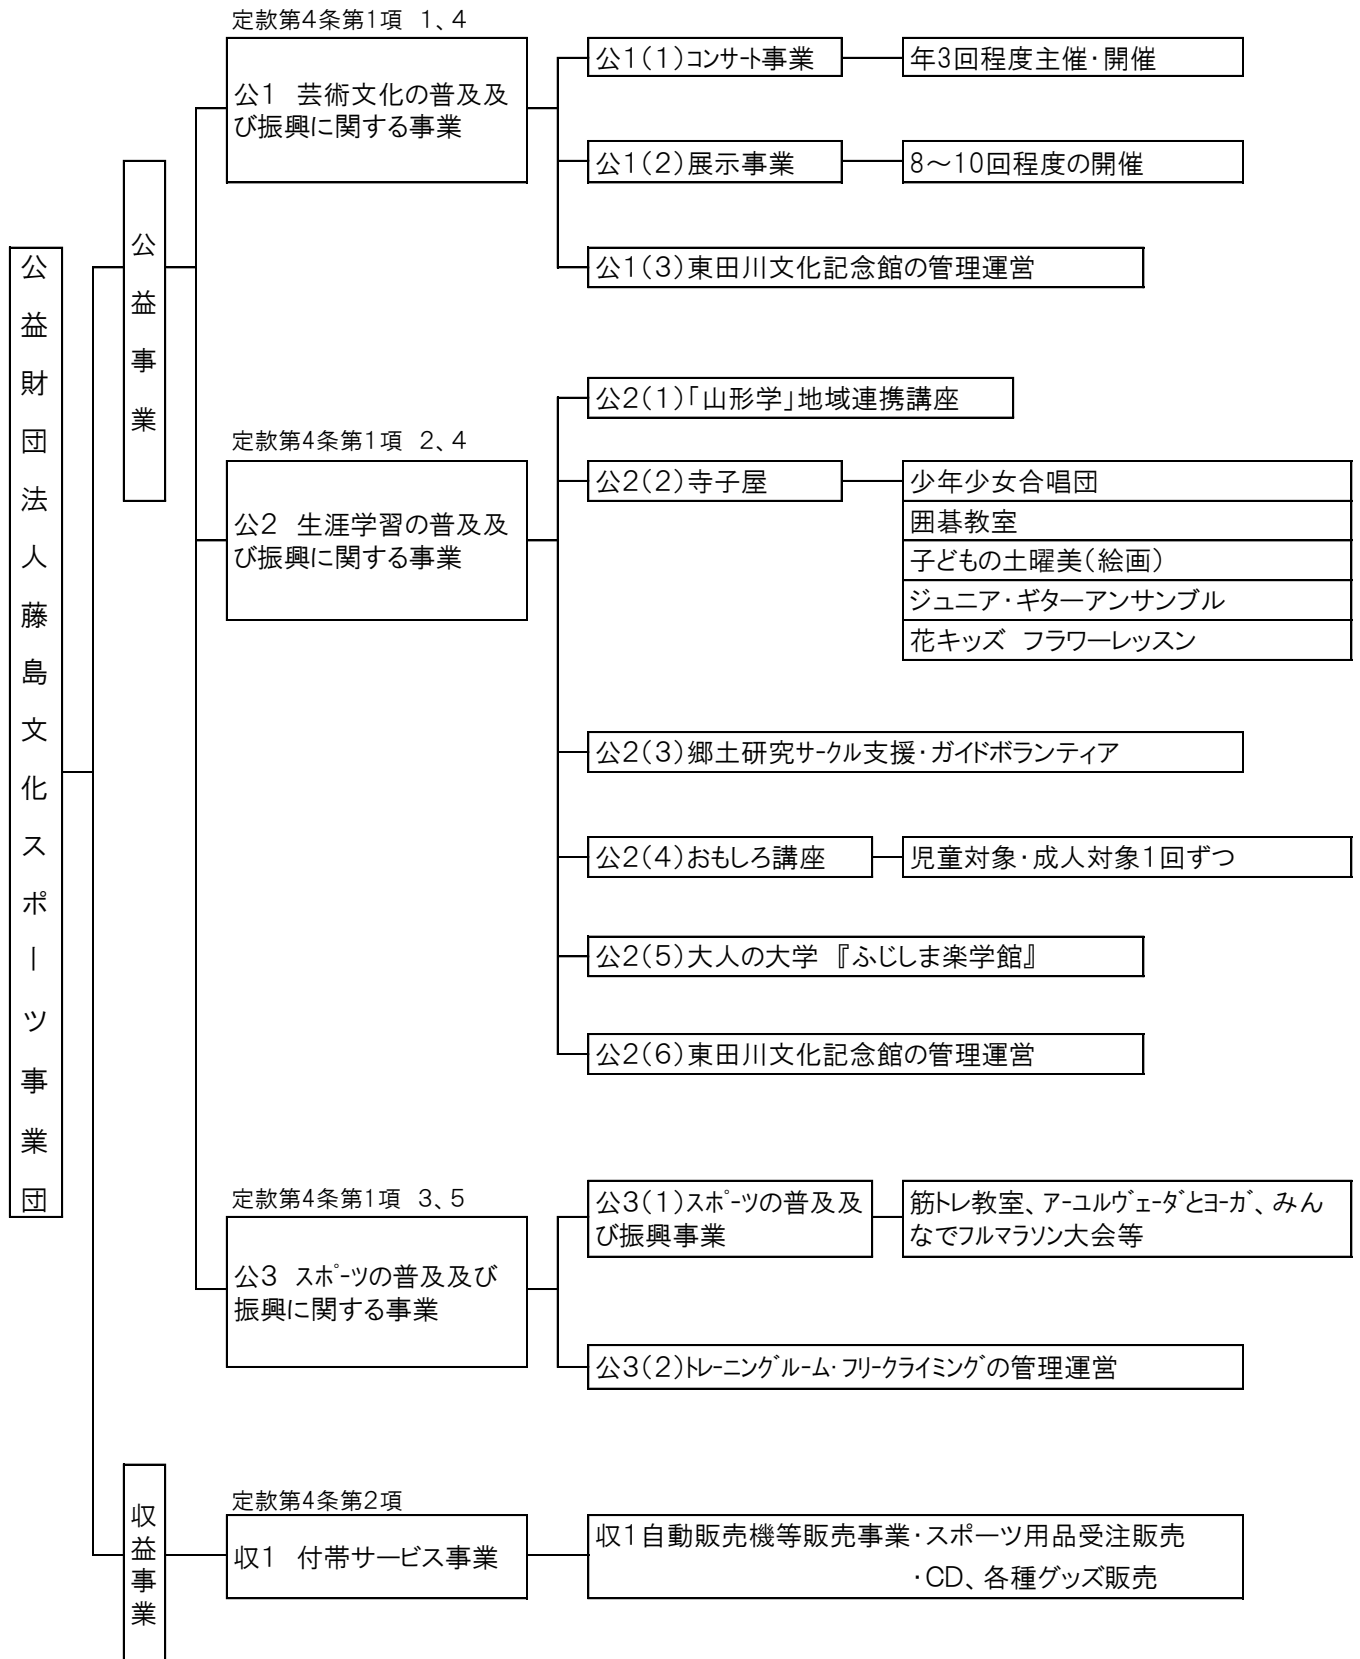 公益財団法人藤島文化スポーツ事業団
公益事業
定款第4条第1項 1、4
公1 芸術文化の普及及
び振興に関する事業
公1(1)コンサート事業
年3回程度主催・開催
公1(2)展示事業
8～10回程度の開催
公1(3)東田川文化記念館の管理運営
定款第4条第1項 2、4
公2 生涯学習の普及及
び振興に関する事業
公2(1)「山形学」地域連携講座
公2(2)寺子屋
少年少女合唱団
囲碁教室
子どもの土曜美(絵画)
ジュニア・ギターアンサンブル
花キッズ フラワーレッスン
公2(3)郷土研究サークル支援・ガイドボランティア
公2(4)おもしろ講座
児童対象・成人対象1回ずつ
公2(5)大人の大学 『ふじしま楽学館』
公2(6)東田川文化記念館の管理運営
定款第4条第1項 3、5
公3 スポーツの普及及び
振興に関する事業
公3(1)スポーツの普及及
び振興事業
筋トレ教室、アーユルヴェーダとヨーガ、みん
なでフルマラソン大会等
公3(2)トレーニングルーム・フリークライミングの管理運営
収益事業
定款第4条第2項
収1 付帯サービス事業
収1自動販売機等販売事業・スポーツ用品受注販売
・CD、各種グッズ販売